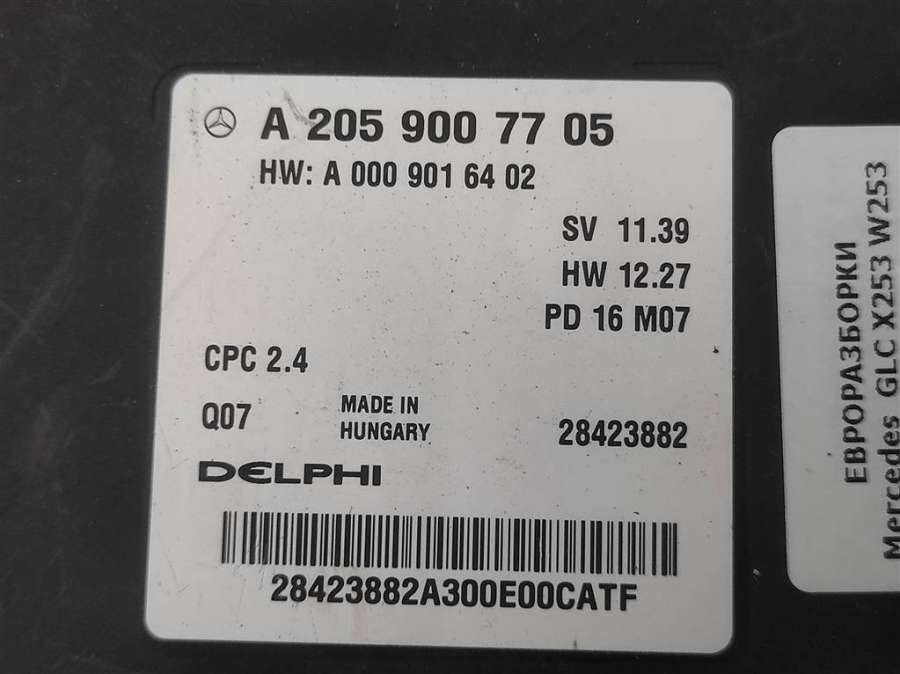 A 205 900 77 05
HW: A 000 901 64 02
SV 11.39
HW 12.27
PD 16 M07
CPC 2.4
Q07
MADE IN
HUNGARY
28423882
DELPHI
28423882A300E00CATF
ЕВРОРАЗБОРКИ
Mercedes GLC X253 W253